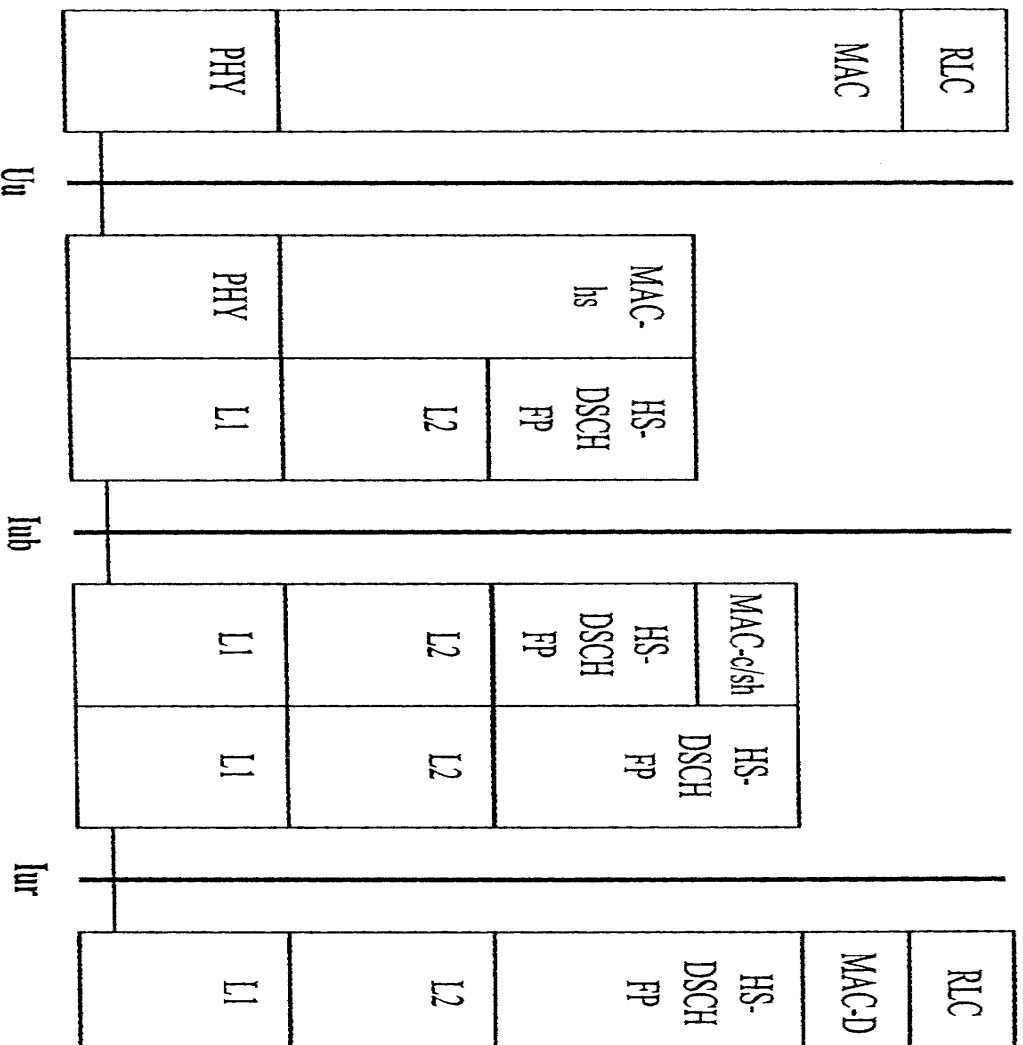 RLC
MAC
PHY
Uu
MAC-
hs
PHY
HS-
DSCH
FP
L2
L1
Iub
MAC-c/sh
HS-
DSCH
FP
L2
L1
HS-
DSCH
FP
L2
L1
Iur
RLC
MAC-D
HS-
DSCH
FP
L2
L1